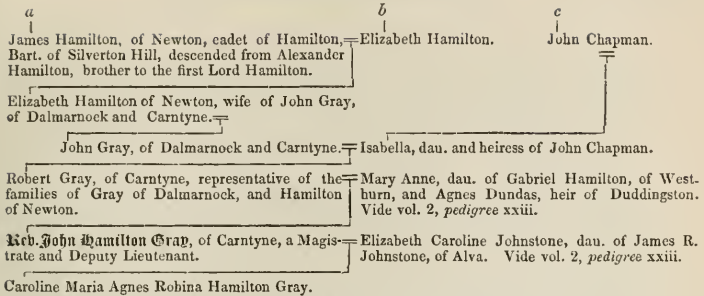 a b c
James Hamilton, of Newton, cadet of Hamilton, Elizabeth Hamilton. John Chapman.
Bart. of Silverton Hill, descended from Alexander
Hamilton, brother to the first Lord Hamilton.
Elizabeth Hamilton of Newton, wife of John Gray,
of Dalmarnock and Carntyne.
John Gray, of Dalmarnock and Carntyne. Isabella, dau. and heiress of John Chapman.
Robert Gray, of Carntyne, representative of the Mary Anne, dau. of Gabriel Hamilton, of West-
families of Gray of Dalmarnock, and Hamilton burn, and Agnes Dundas, heir of Duddingston.
of Newton. Vide vol. 2, pedigree xxiii.
Rev. John Hamilton Gray, of Carntyne, a Magis- Elizabeth Caroline Johnstone, dau. of James R.
trate and Deputy Lieutenant. Johnstone, of Alva. Vide vol. 2, pedigree xxiii.
Caroline Maria Agnes Robina Hamilton Gray.